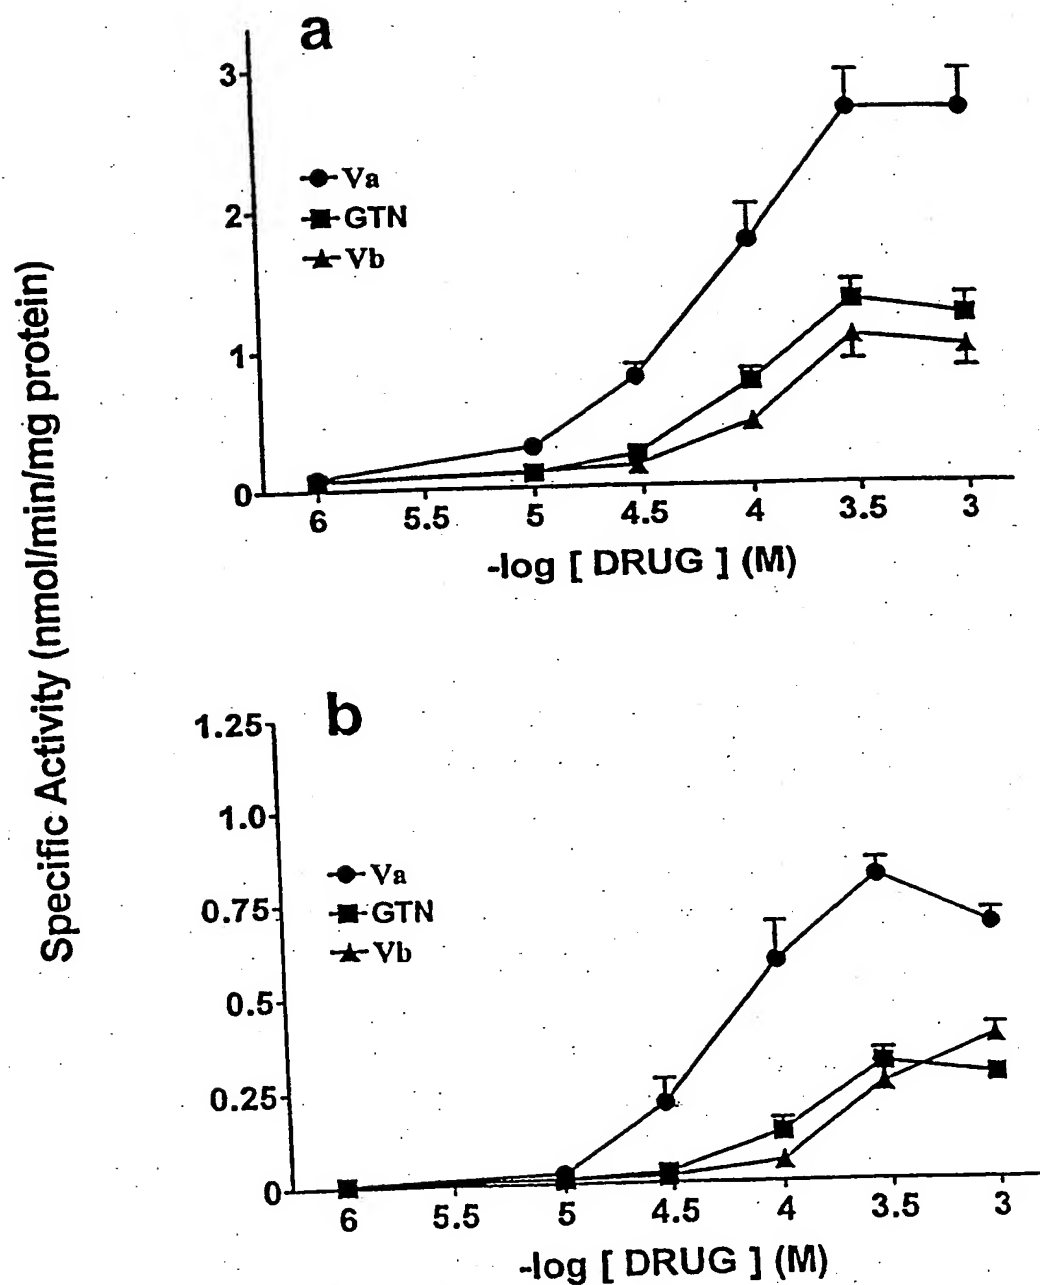 Specific Activity (nmol/min/mg protein)
a
3
2
1
0
Va
GTN
Vb
6 5.5 5 4.5 4 3.5 3
-log [ DRUG ] (M)
b
1.25
1.0
0.75
0.5
0.25
0
Va
GTN
Vb
6 5.5 5 4.5 4 3.5 3
-log [ DRUG ] (M)